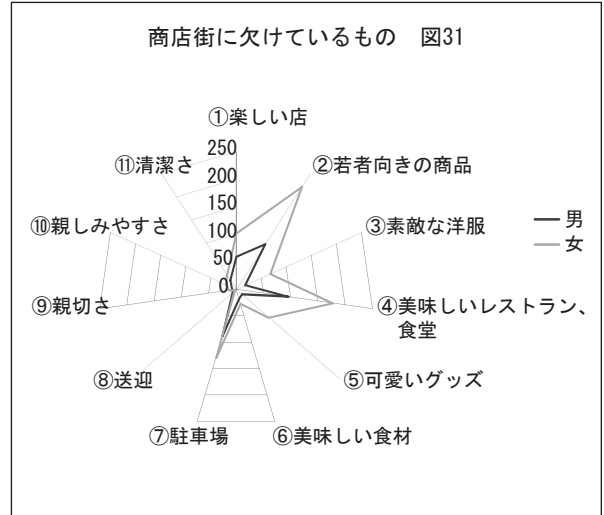 商店街に欠けているもの　図31
①楽しい店
250
200
150
100
50
0
②若者向きの商品
③素敵な洋服
④美味しいレストラン、
食堂
⑤可愛いグッズ
⑥美味しい食材
⑦駐車場
⑧送迎
⑨親切さ
⑩親しみやすさ
⑪清潔さ
男
女